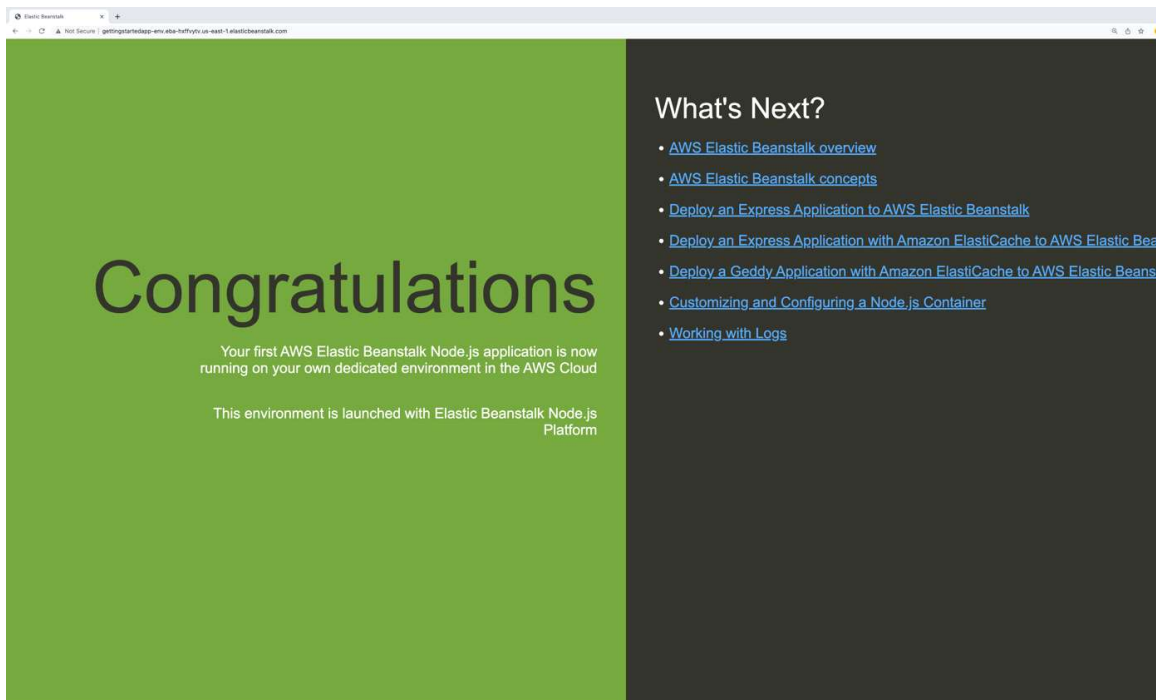 Elastic Beanstalk
Not Secure | gettingstartedapp-env.eba-hxffvytv.us-east-1.elasticbeanstalk.com
Congratulations
Your first AWS Elastic Beanstalk Node.js application is now
running on your own dedicated environment in the AWS Cloud
This environment is launched with Elastic Beanstalk Node.js
Platform
What's Next?
• AWS Elastic Beanstalk overview
• AWS Elastic Beanstalk concepts
• Deploy an Express Application to AWS Elastic Beanstalk
• Deploy an Express Application with Amazon ElastiCache to AWS Elastic Bea
• Deploy a Geddy Application with Amazon ElastiCache to AWS Elastic Beans
• Customizing and Configuring a Node.js Container
• Working with Logs